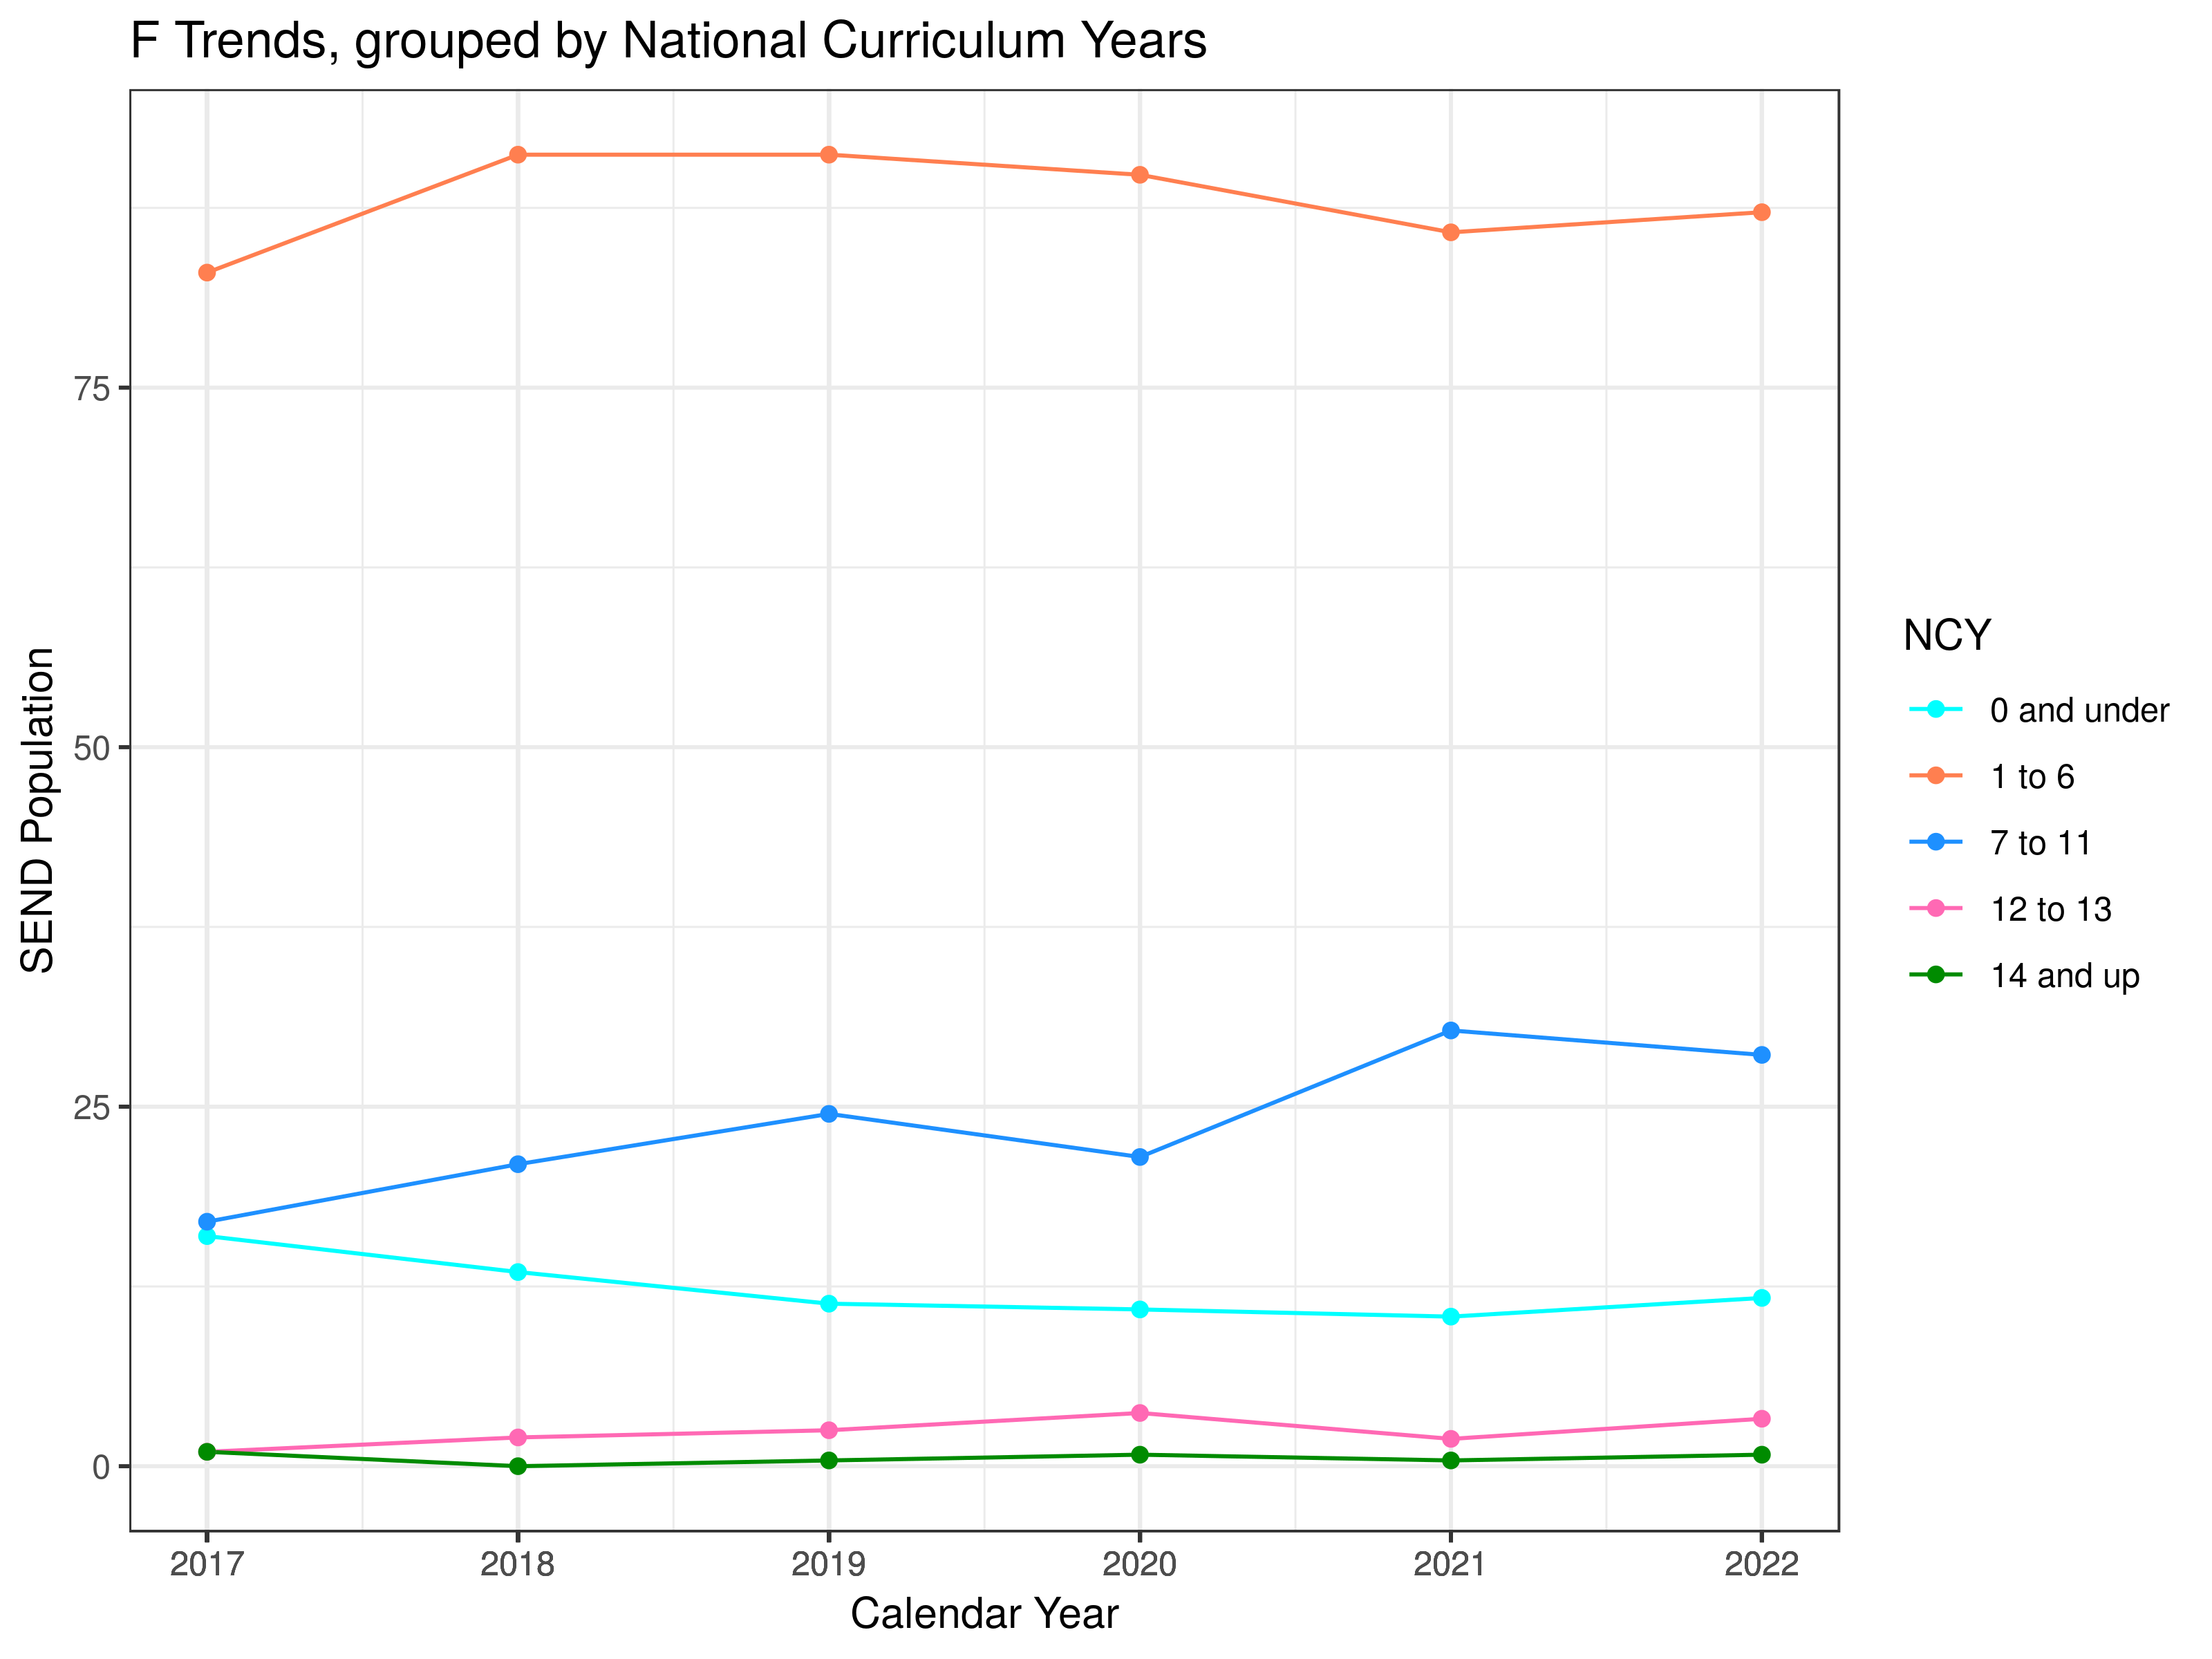 F Trends, grouped by National Curriculum Years
75
50
25
0
SEND Population
2017 2018 2019 2020 2021 2022
Calendar Year
NCY
0 and under
1 to 6
7 to 11
12 to 13
14 and up